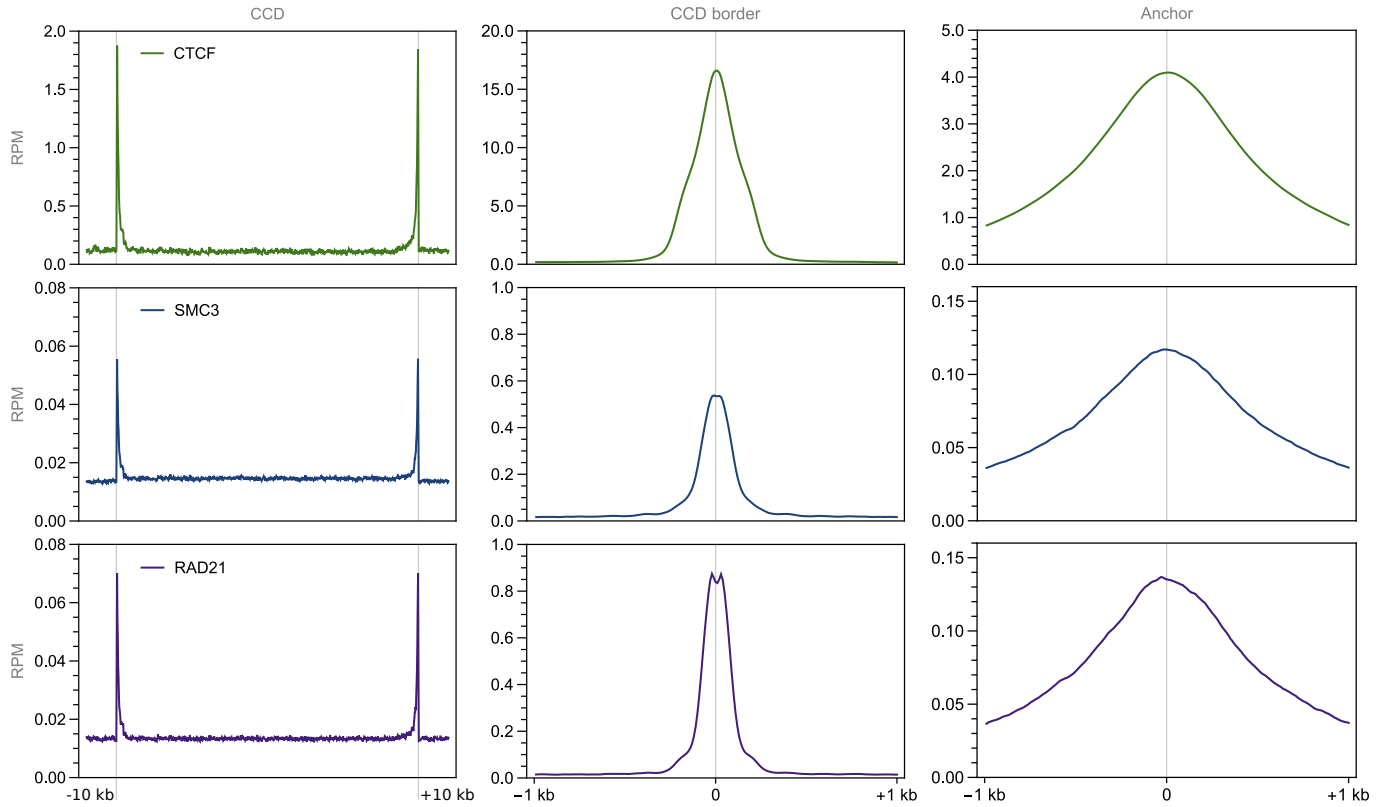 CCD CCD border Anchor
2.0 20.0 5.0
CTCF
4.0
1.5 15.0
3.0
RPM 1.0 10.0
2.0
0.5 5.0
1.0
0.0 0.0 0.0
0.08 1.0 0.15
SMC3
0.8
0.06
0.10
0.6
RPM 0.04
0.4
0.05
0.02
0.2
0.00 0.0 0.00
0.08 1.0
0.15
RAD21
0.8
0.06
0.10
0.6
RPM 0.04
0.4
0.05
0.02
0.2
0.00 0.0 0.00
-10 kb +10 kb −1 kb 0 +1 kb −1 kb 0 +1 kb